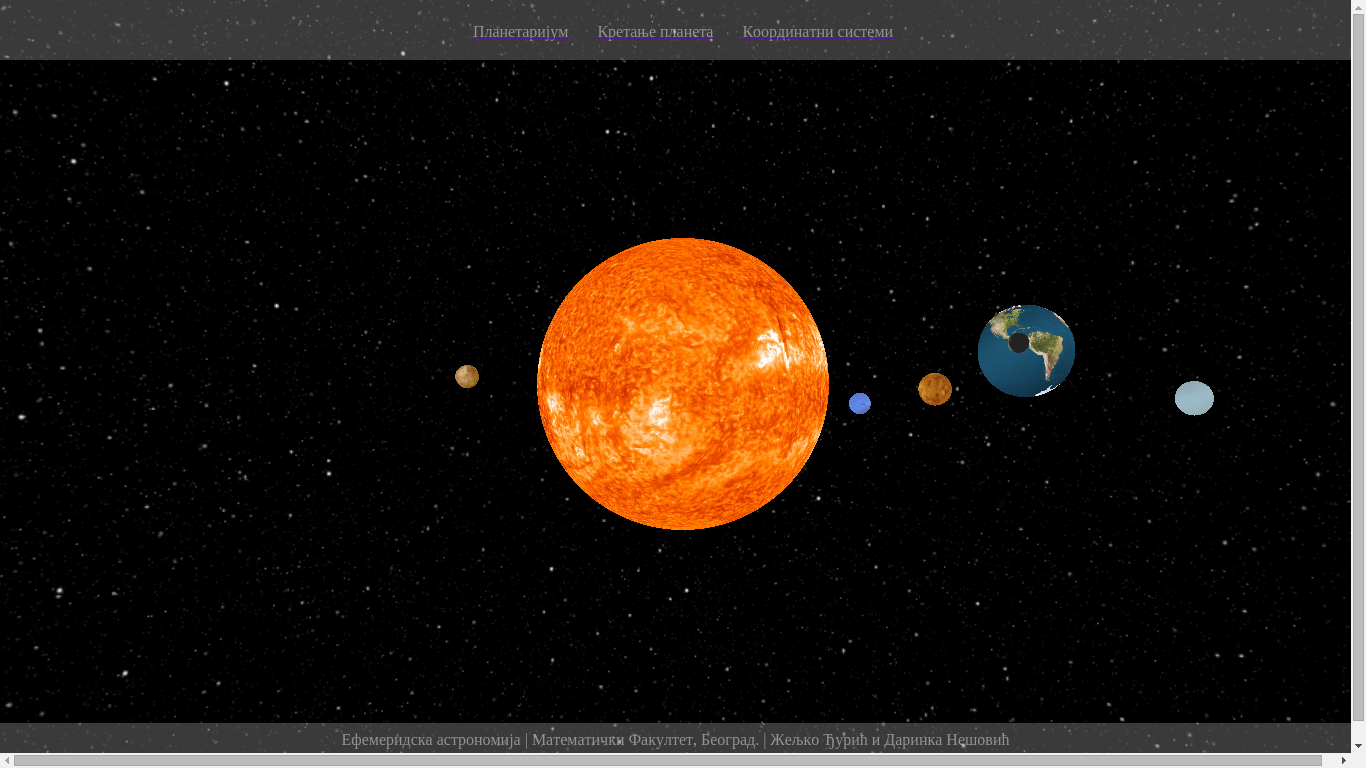 Планетаријум Кретање планета Координатни системи
Ефемеридска астрономија | Математички Факултет, Београд. | Жељко Ђурић и Даринка Нешовић